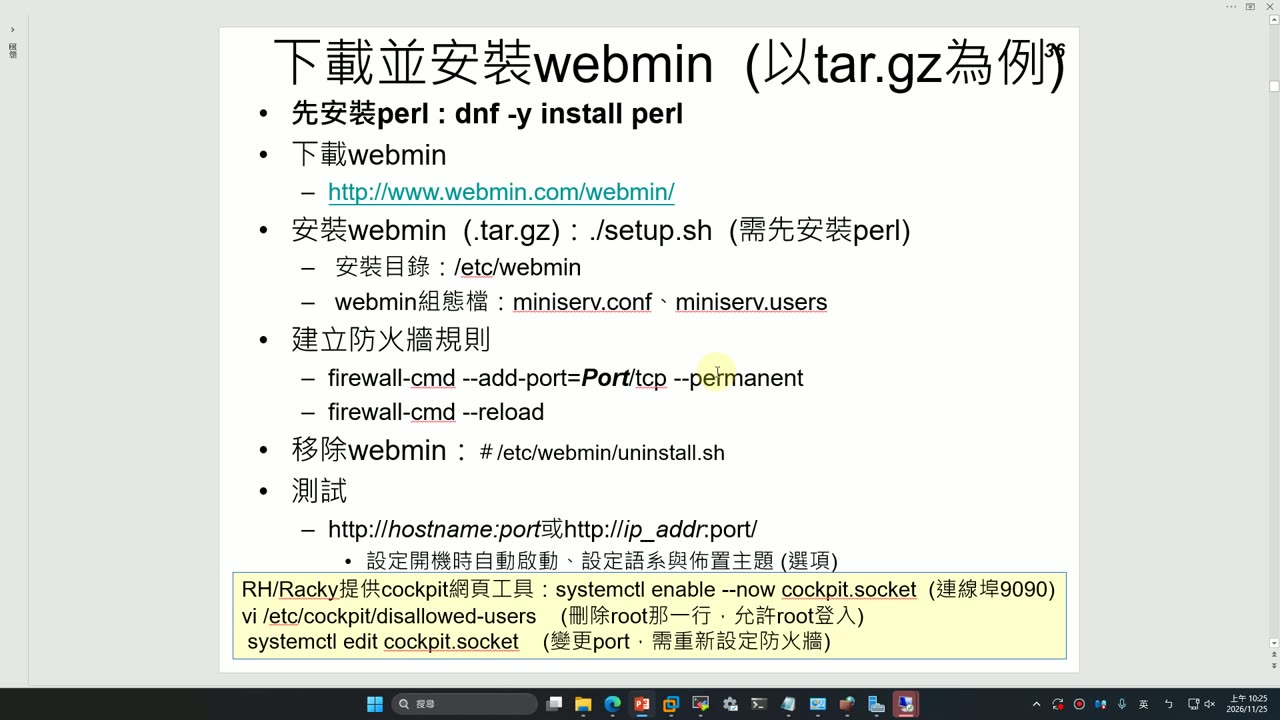 下載並安裝webmin (以tar.gz為例)
36
• 先安裝perl：dnf -y install perl
• 下載webmin
– http://www.webmin.com/webmin/
• 安裝webmin (.tar.gz)：./setup.sh (需先安裝perl)
– 安裝目錄：/etc/webmin
– webmin組態檔：miniserv.conf、miniserv.users
• 建立防火牆規則
– firewall-cmd --add-port=Port/tcp --permanent
– firewall-cmd --reload
• 移除webmin：＃/etc/webmin/uninstall.sh
• 測試
– http://hostname:port或http://ip_addr:port/
• 設定開機時自動啟動、設定語系與佈置主題 (選項)
RH/Racky提供cockpit網頁工具：systemctl enable --now cockpit.socket (連線埠9090)
vi /etc/cockpit/disallowed-users (刪除root那一行，允許root登入)
systemctl edit cockpit.socket (變更port，需重新設定防火牆)
搜尋
英
上午 10:25
2026/11/25